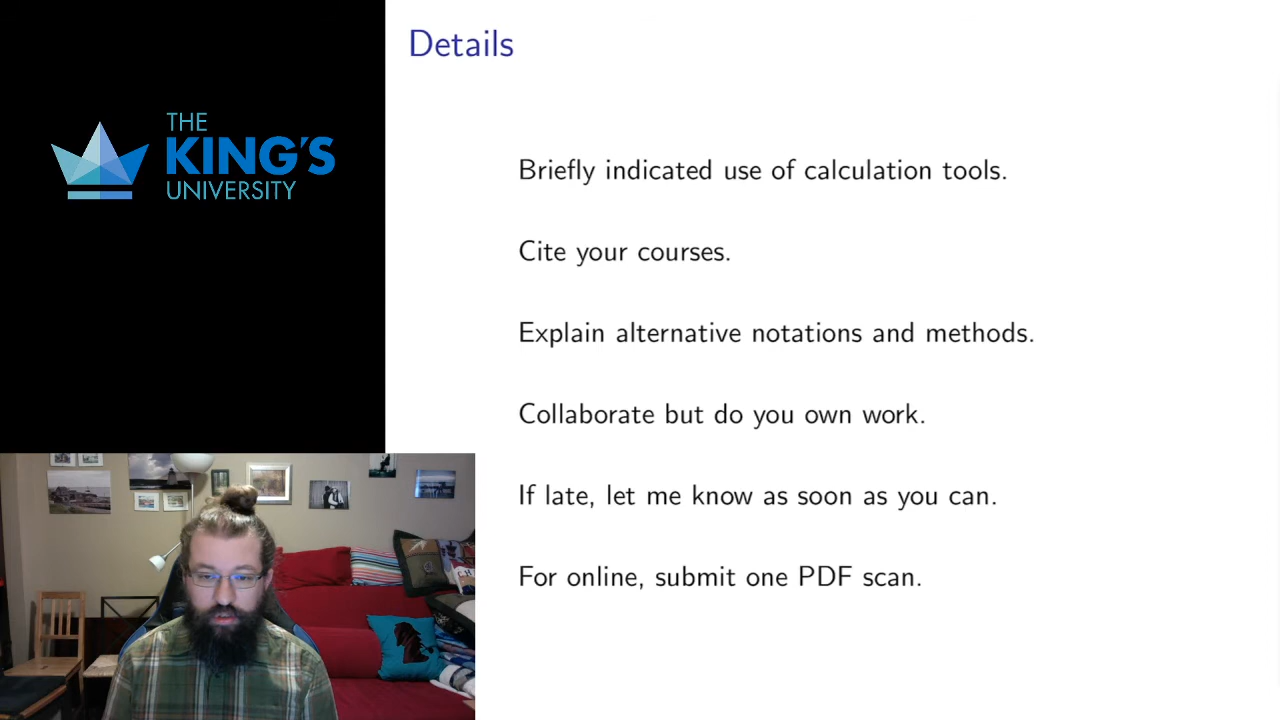 THE
KING'S
UNIVERSITY
Details
Briefly indicated use of calculation tools.
Cite your courses.
Explain alternative notations and methods.
Collaborate but do you own work.
If late, let me know as soon as you can.
For online, submit one PDF scan.